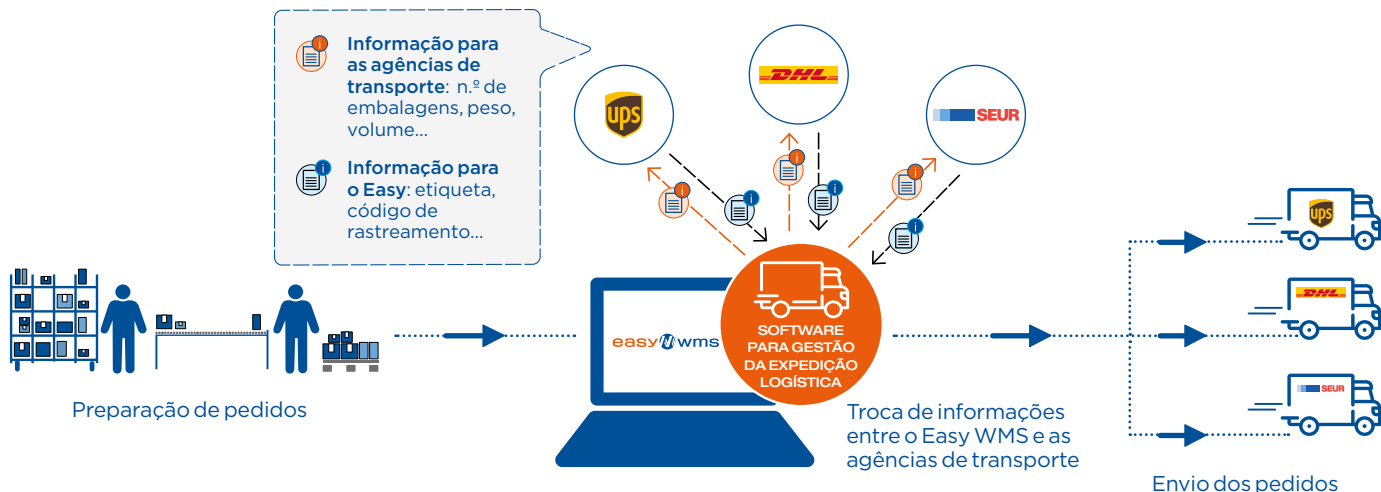 Informação para
as agências de
transporte: n.º de
embalagens, peso,
volume...
Informação para
o Easy: etiqueta,
código de
rastreamento...
ups
DHL
SEUR
i
i
i
i
i
i
i
i
easy wms
SOFTWARE
PARA GESTÃO
DA EXPEDIÇÃO
LOGÍSTICA
ups
DHL
SEUR
Preparação de pedidos
Troca de informações
entre o Easy WMS e as
agências de transporte
Envio dos pedidos